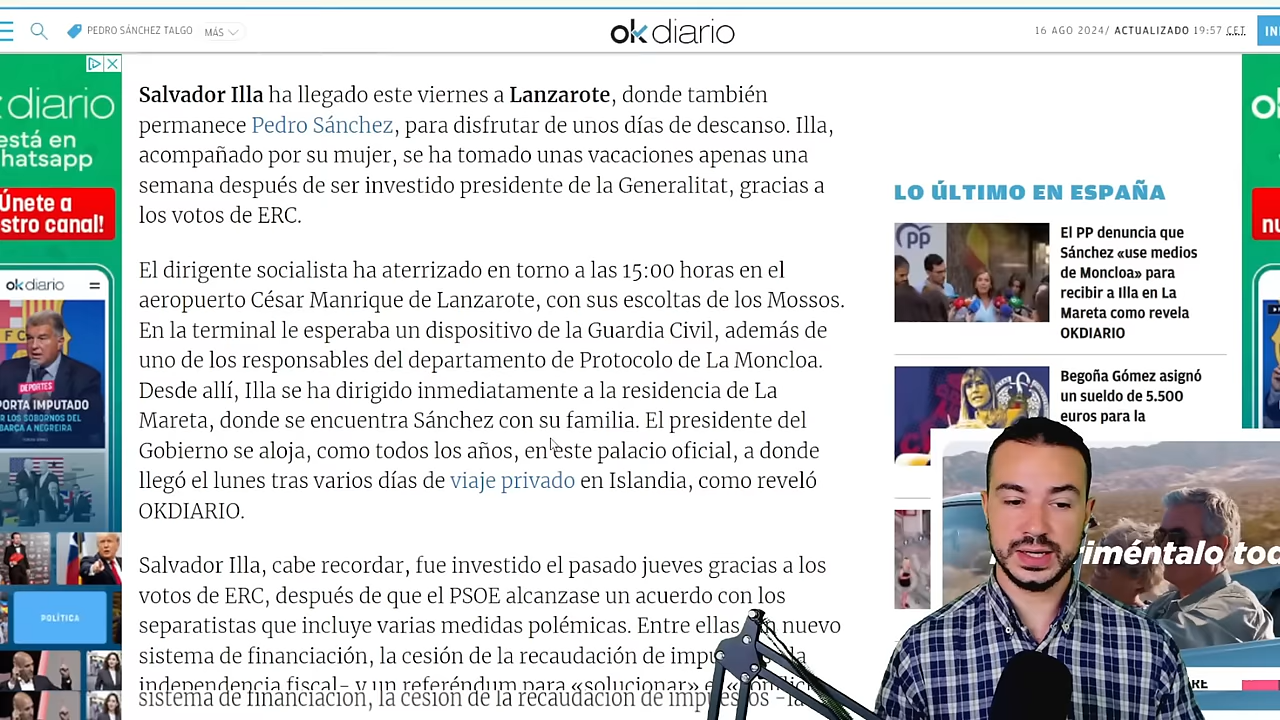 PEDRO SÁNCHEZ TALGO
MÁS
okdiario
16 AGO 2024/ ACTUALIZADO 19:57 CET
diario
está en
hatsapp
Únete a
stro canal!
okdiario
DEPORTES
PORTA IMPUTADO
R LOS SOBORNOS DEL
BARÇA A NEGREIRA
POLÍTICA
Salvador Illa ha llegado este viernes a Lanzarote, donde también
permanece Pedro Sánchez, para disfrutar de unos días de descanso. Illa,
acompañado por su mujer, se ha tomado unas vacaciones apenas una
semana después de ser investido presidente de la Generalitat, gracias a
los votos de ERC.
El dirigente socialista ha aterrizado en torno a las 15:00 horas en el
aeropuerto César Manrique de Lanzarote, con sus escoltas de los Mossos.
En la terminal le esperaba un dispositivo de la Guardia Civil, además de
uno de los responsables del departamento de Protocolo de La Moncloa.
Desde allí, Illa se ha dirigido inmediatamente a la residencia de La
Mareta, donde se encuentra Sánchez con su familia. El presidente del
Gobierno se aloja, como todos los años, en este palacio oficial, a donde
llegó el lunes tras varios días de viaje privado en Islandia, como reveló
OKDIARIO.
Salvador Illa, cabe recordar, fue investido el pasado jueves gracias a los
votos de ERC, después de que el PSOE alcanzase un acuerdo con los
separatistas que incluye varias medidas polémicas. Entre ellas un nuevo
sistema de financiación, la cesión de la recaudación de impu la
independencia fiscal- y un referéndum para «solucionar» e
sistema de financiación, la cesión de la recaudación de impuestos -la
LO ÚLTIMO EN ESPAÑA
PP
El PP denuncia que
Sánchez «use medios
de Moncloa» para
recibir a Illa en La
Mareta como revela
OKDIARIO
Begoña Gómez asignó
un sueldo de 5.500
euros para la
riméntalo tod